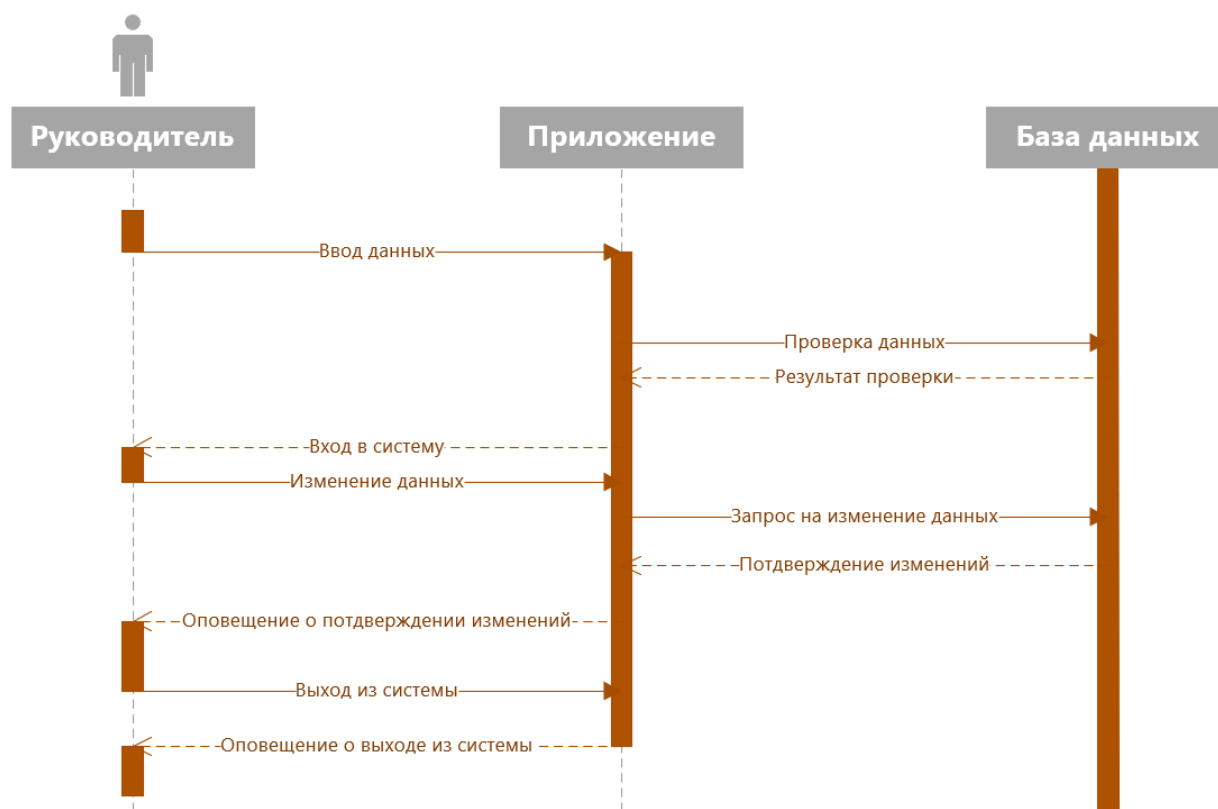 Руководитель
Приложение
База данных
Ввод данных
Проверка данных
Результат проверки
Вход в систему
Изменение данных
Запрос на изменение данных
Потдверждение изменений
Оповещение о потдверждении изменений
Выход из системы
Оповещение о выходе из системы